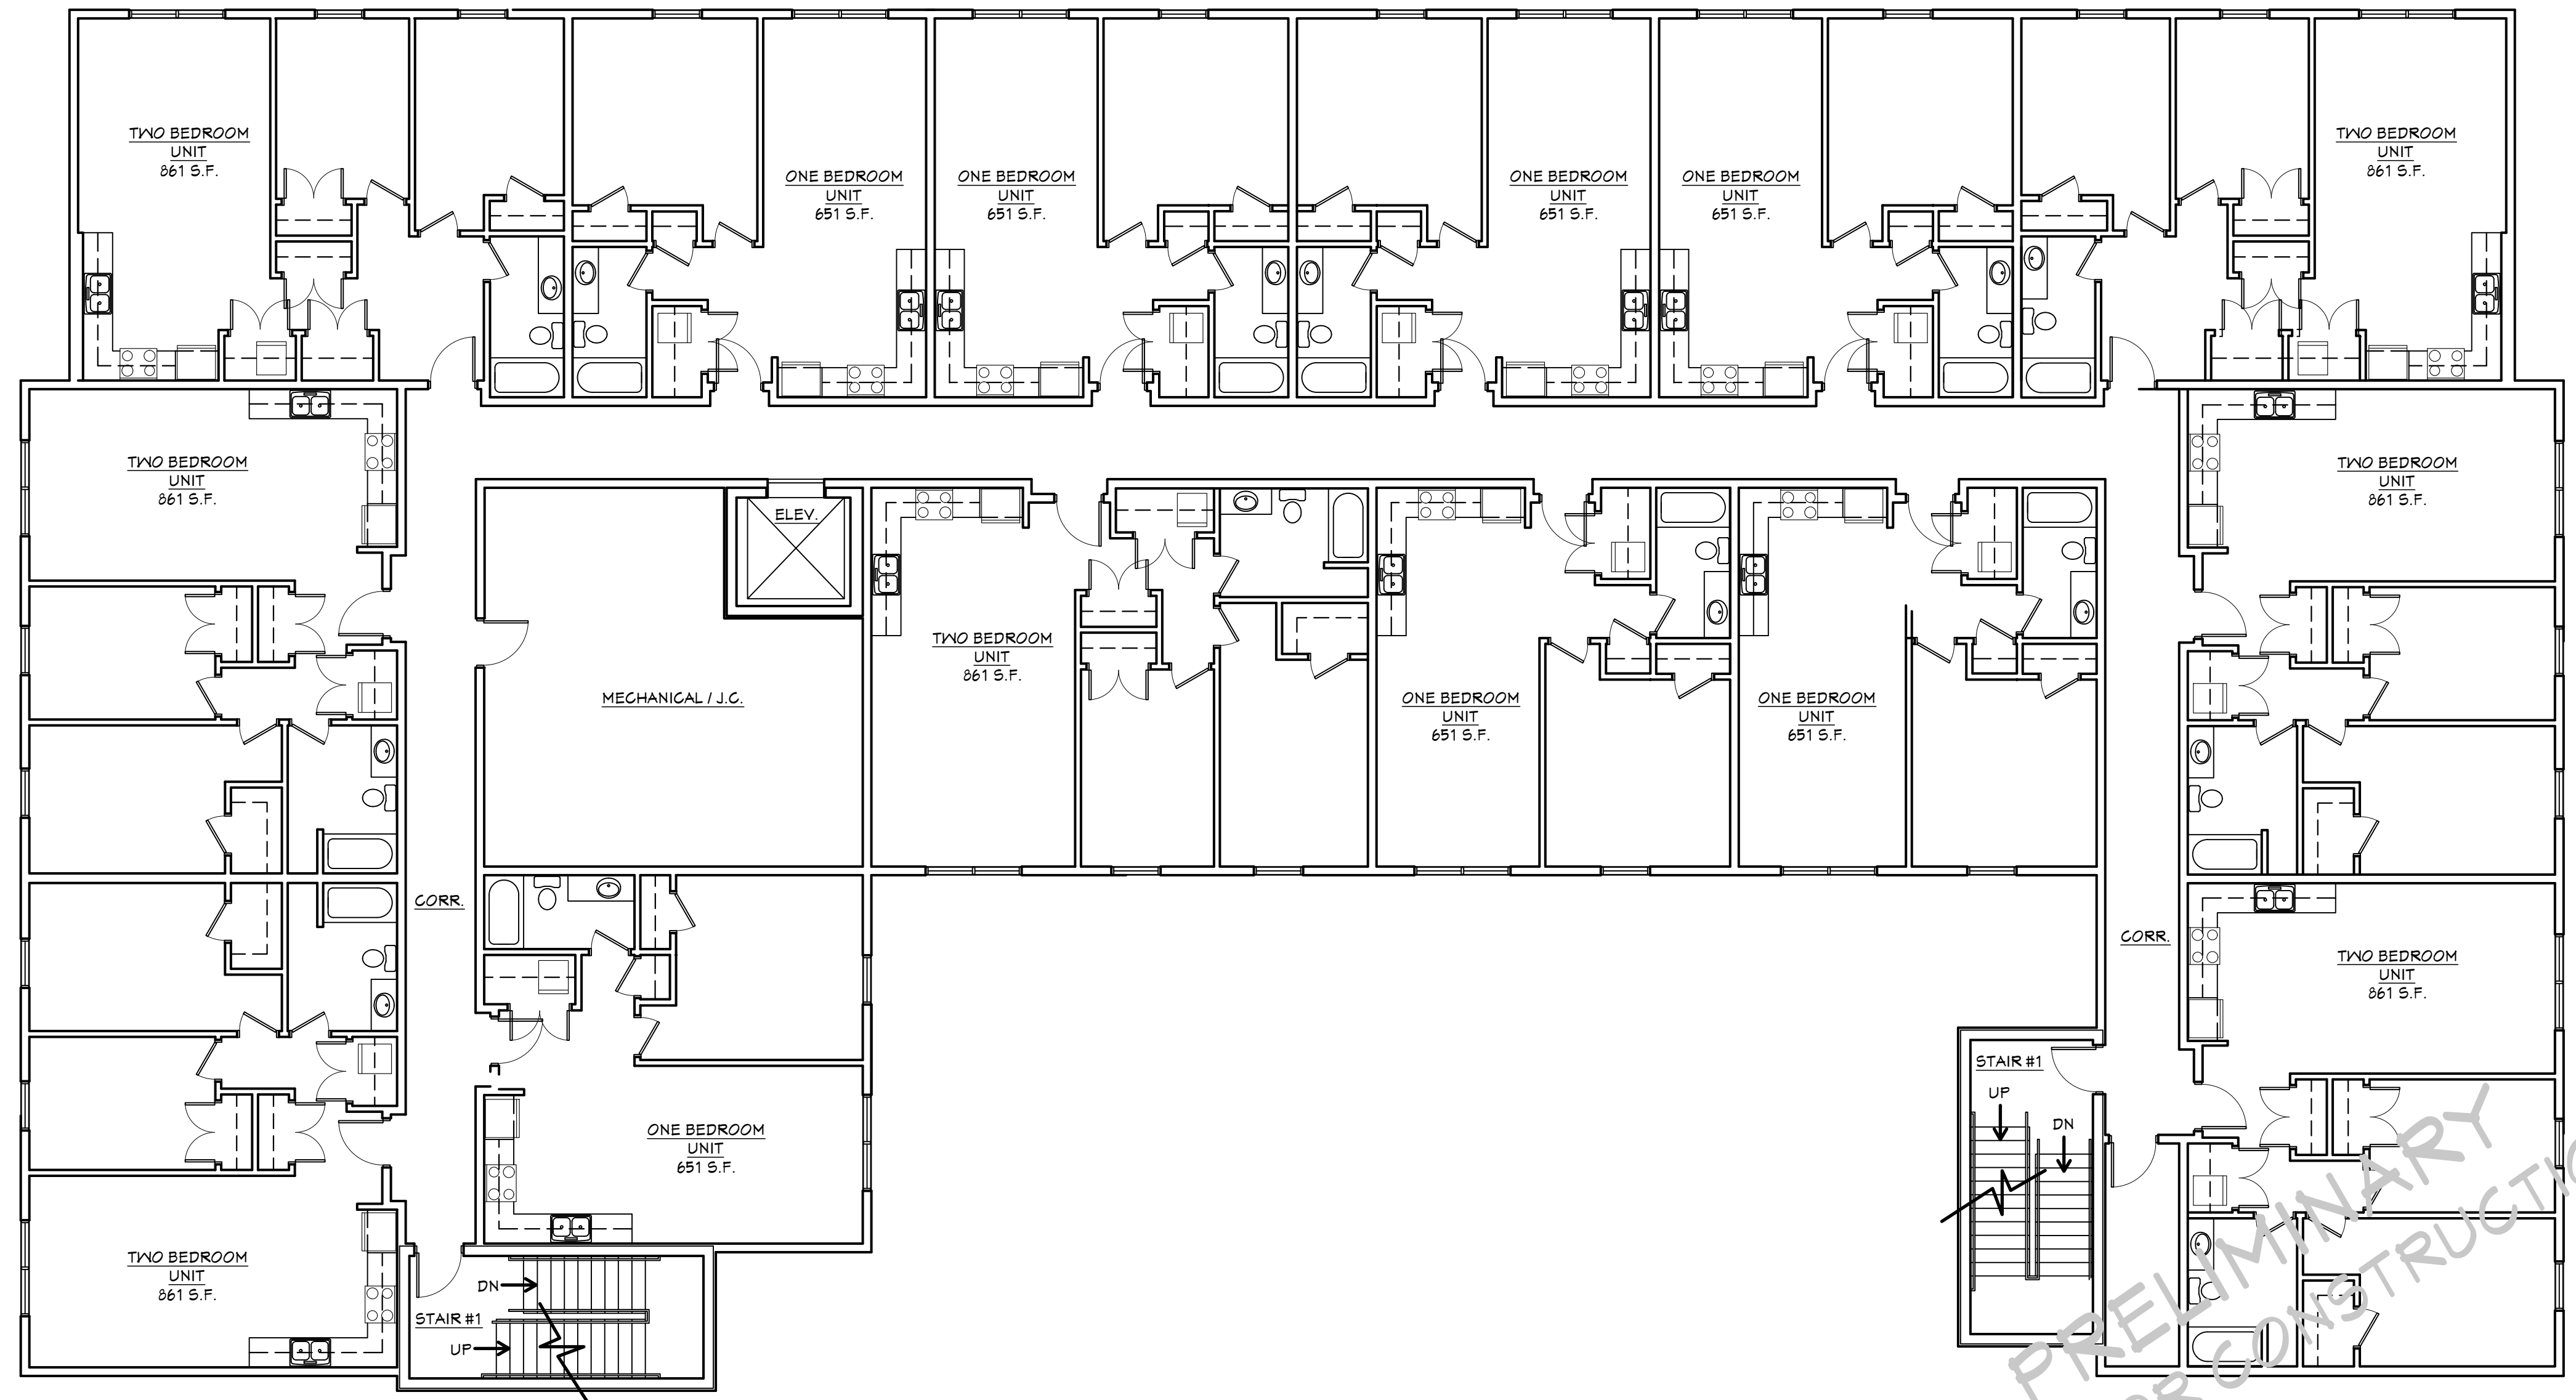 TWO BEDROOM
UNIT
861 S.F.
ONE BEDROOM
UNIT
651 S.F.
ONE BEDROOM
UNIT
651 S.F.
ONE BEDROOM
UNIT
651 S.F.
ONE BEDROOM
UNIT
651 S.F.
TWO BEDROOM
UNIT
861 S.F.
TWO BEDROOM
UNIT
861 S.F.
ELEV.
TWO BEDROOM
UNIT
861 S.F.
MECHANICAL / J.C.
TWO BEDROOM
UNIT
861 S.F.
ONE BEDROOM
UNIT
651 S.F.
ONE BEDROOM
UNIT
651 S.F.
CORR.
CORR.
TWO BEDROOM
UNIT
861 S.F.
ONE BEDROOM
UNIT
651 S.F.
STAIR #1
UP
DN
TWO BEDROOM
UNIT
861 S.F.
DN
STAIR #1
UP
PRELIMINARY